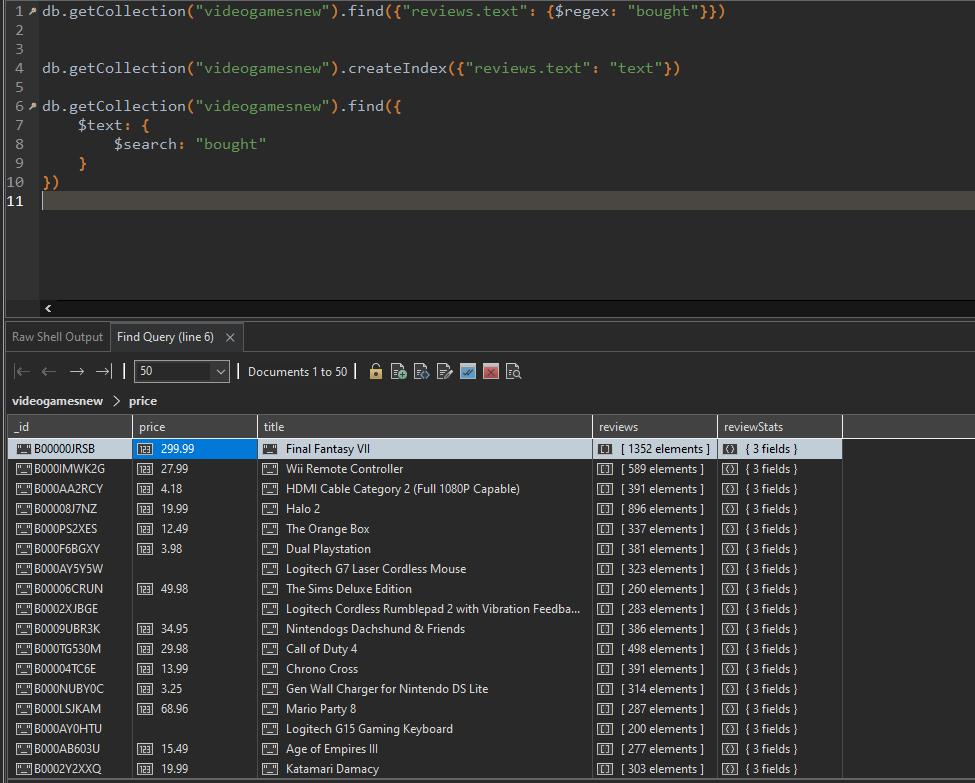 1 db.getCollection("videogamesnew").find({"reviews.text": {$regex: "bought"}})
2
3
4 db.getCollection("videogamesnew").createIndex({"reviews.text": "text"})
5
6 db.getCollection("videogamesnew").find({
7 $text: {
8 $search: "bought"
9 }
10 })
11
Raw Shell Output Find Query (line 6)
50 Documents 1 to 50
videogamesnew > price
_id price title reviews reviewStats
B00000JRSB 299.99 Final Fantasy VII [ 1352 elements ] { 3 fields }
B000IMWK2G 27.99 Wii Remote Controller [ 589 elements ] { 3 fields }
B000AA2RCY 4.18 HDMI Cable Category 2 (Full 1080P Capable) [ 391 elements ] { 3 fields }
B00008J7NZ 19.99 Halo 2 [ 896 elements ] { 3 fields }
B000PS2XES 12.49 The Orange Box [ 337 elements ] { 3 fields }
B000F6BGXY 3.98 Dual Playstation [ 381 elements ] { 3 fields }
B000AY5Y5W Logitech G7 Laser Cordless Mouse [ 323 elements ] { 3 fields }
B00006CRUN 49.98 The Sims Deluxe Edition [ 260 elements ] { 3 fields }
B0002XJBGE Logitech Cordless Rumblepad 2 with Vibration Feedba... [ 283 elements ] { 3 fields }
B0009UBR3K 34.95 Nintendogs Dachshund & Friends [ 386 elements ] { 3 fields }
B000TG530M 29.98 Call of Duty 4 [ 498 elements ] { 3 fields }
B00004TC6E 13.99 Chrono Cross [ 391 elements ] { 3 fields }
B000NUBY0C 3.25 Gen Wall Charger for Nintendo DS Lite [ 314 elements ] { 3 fields }
B000LSJKAM 68.96 Mario Party 8 [ 287 elements ] { 3 fields }
B000AY0HTU Logitech G15 Gaming Keyboard [ 200 elements ] { 3 fields }
B000AB603U 15.49 Age of Empires III [ 277 elements ] { 3 fields }
B0002Y2XXQ 19.99 Katamari Damacy [ 303 elements ] { 3 fields }